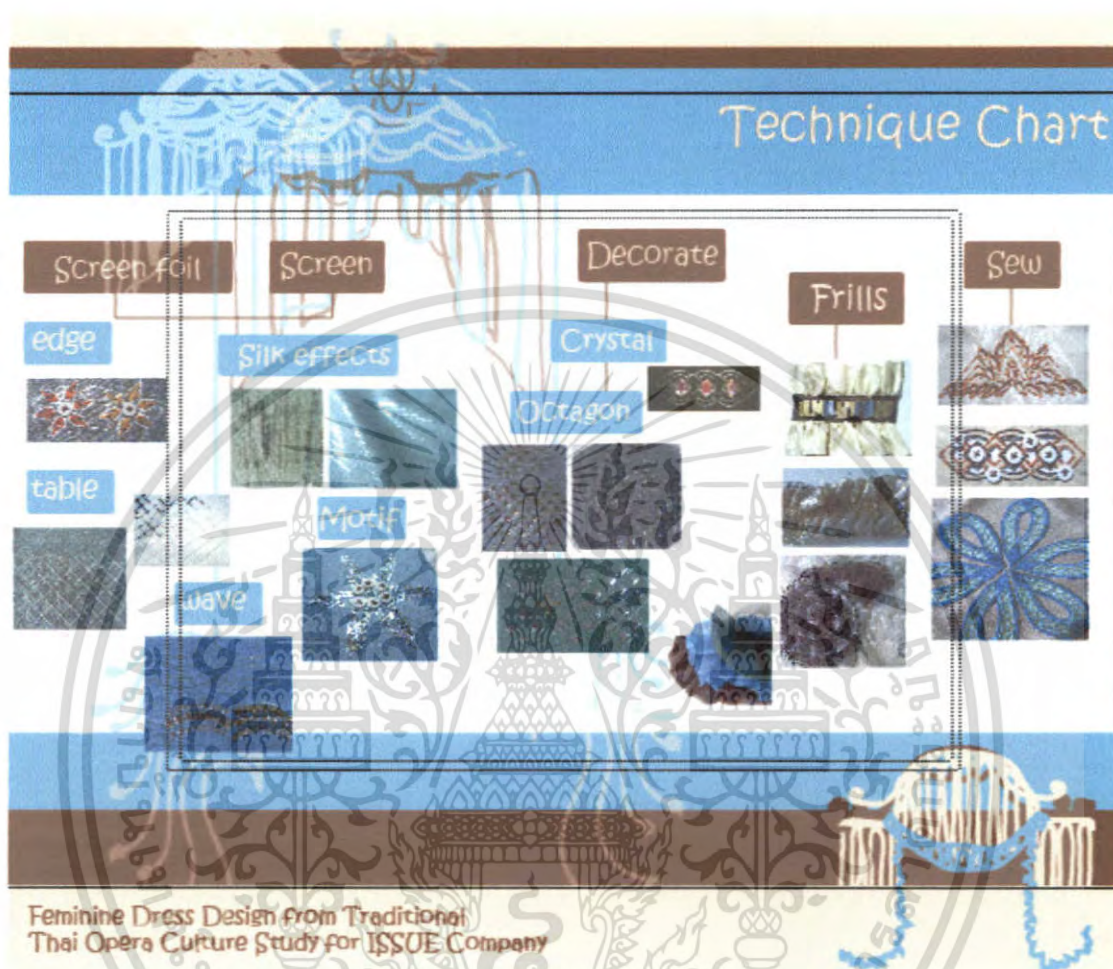 Technique Chart
Screen foil
Screen
Decorate
Frills
Sew
edge
Silk effects
Crystal
Octagon
table
Motif
wave
Feminine Dress Design from Traditional
Thai Opera Culture Study for ISSUE Company